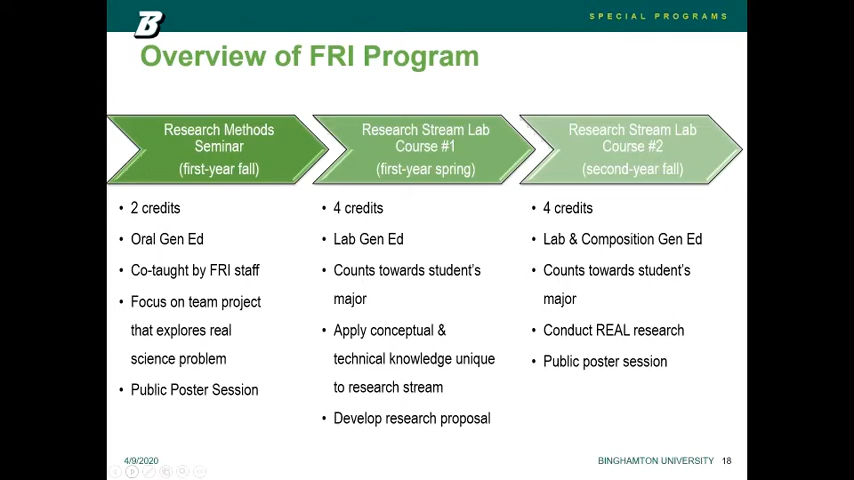 B
SPECIAL PROGRAMS
Overview of FRI Program
Research Methods
Seminar
(first-year fall)
• 2 credits
• Oral Gen Ed
• Co-taught by FRI staff
• Focus on team project
that explores real
science problem
• Public Poster Session
Research Stream Lab
Course #1
(first-year spring)
• 4 credits
• Lab Gen Ed
• Counts towards student's
major
• Apply conceptual &
technical knowledge unique
to research stream
• Develop research proposal
Research Stream Lab
Course #2
(second-year fall)
• 4 credits
• Lab & Composition Gen Ed
• Counts towards student's
major
• Conduct REAL research
• Public poster session
4/9/2020
BINGHAMTON UNIVERSITY 18